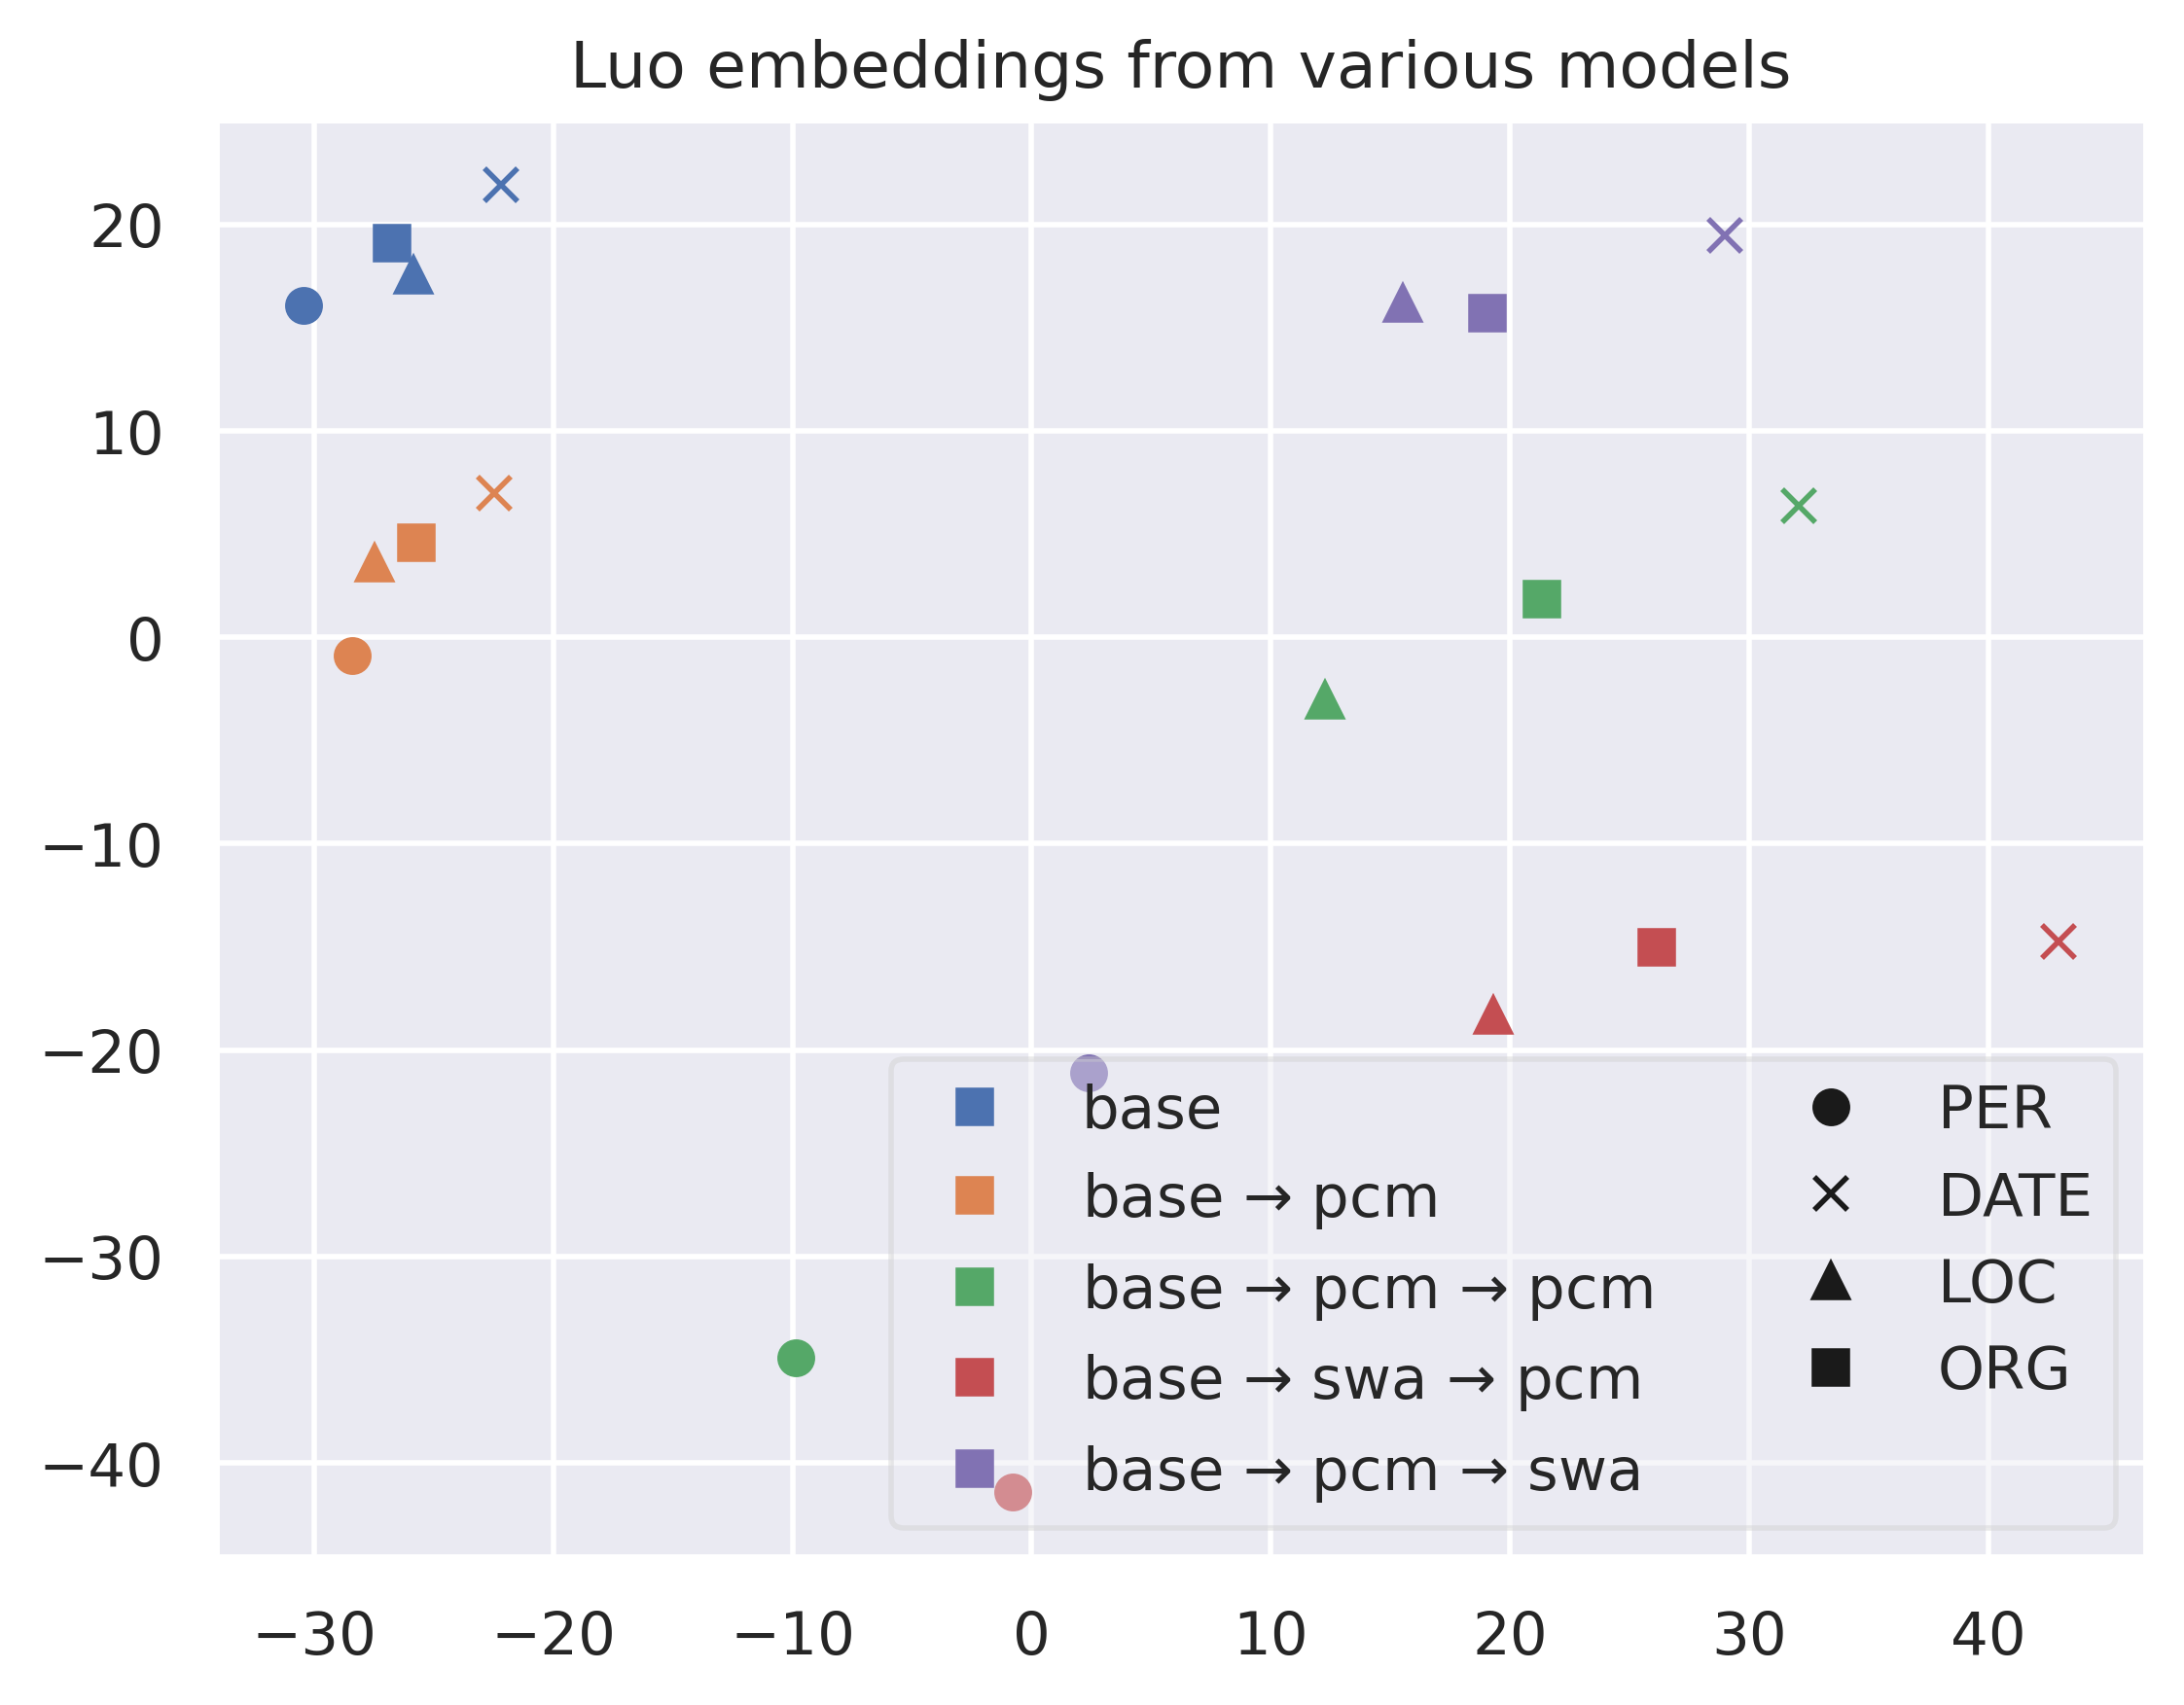 Luo embeddings from various models
20
10
0
−10
−20
−30
−40
base
base → pcm
base → pcm → pcm
base → swa → pcm
base → pcm → swa
PER
DATE
LOC
ORG
−30 −20 −10 0 10 20 30 40